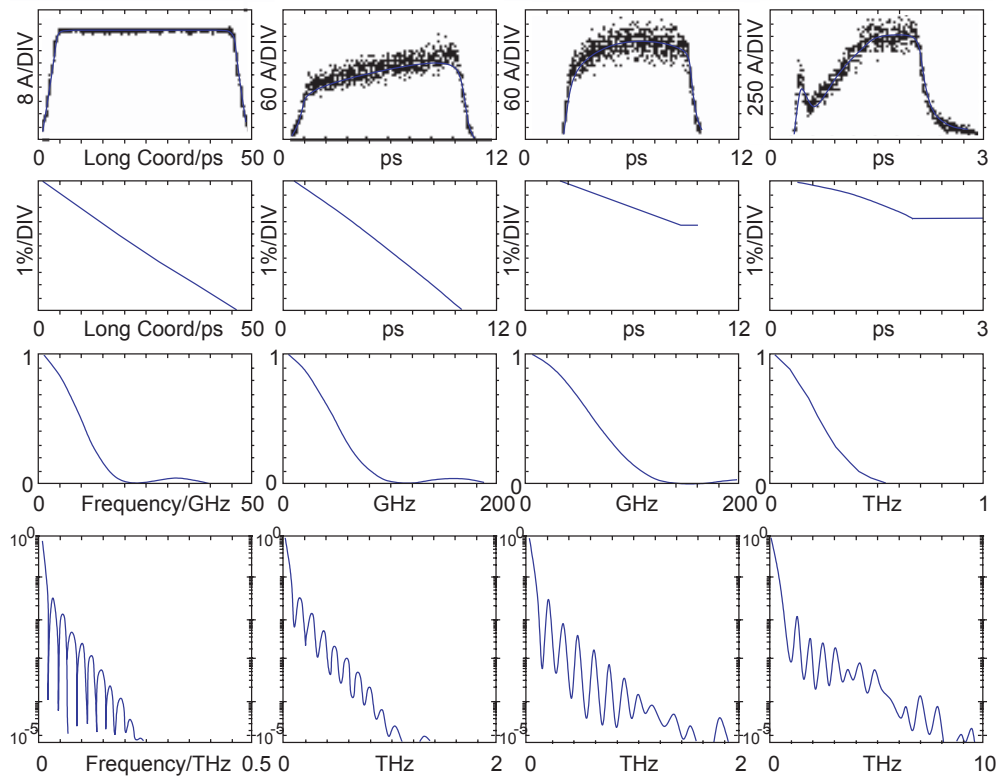 8 A/DIV
0 Long Coord/ps 50
60 A/DIV
0 ps 12
60 A/DIV
0 ps 12
250 A/DIV
0 ps 3
1%/DIV
0 Long Coord/ps 50
1%/DIV
0 ps 12
1%/DIV
0 ps 12
1%/DIV
0 ps 3
1
0
0 Frequency/GHz 50
1
0
0 GHz 200
1
0
0 GHz 200
1
0
0 THz 1
10^0
10^-5
0 Frequency/THz 0.5
10^0
10^-5
0 THz 2
10^0
10^-5
0 THz 2
10^0
10^-5
0 THz 10